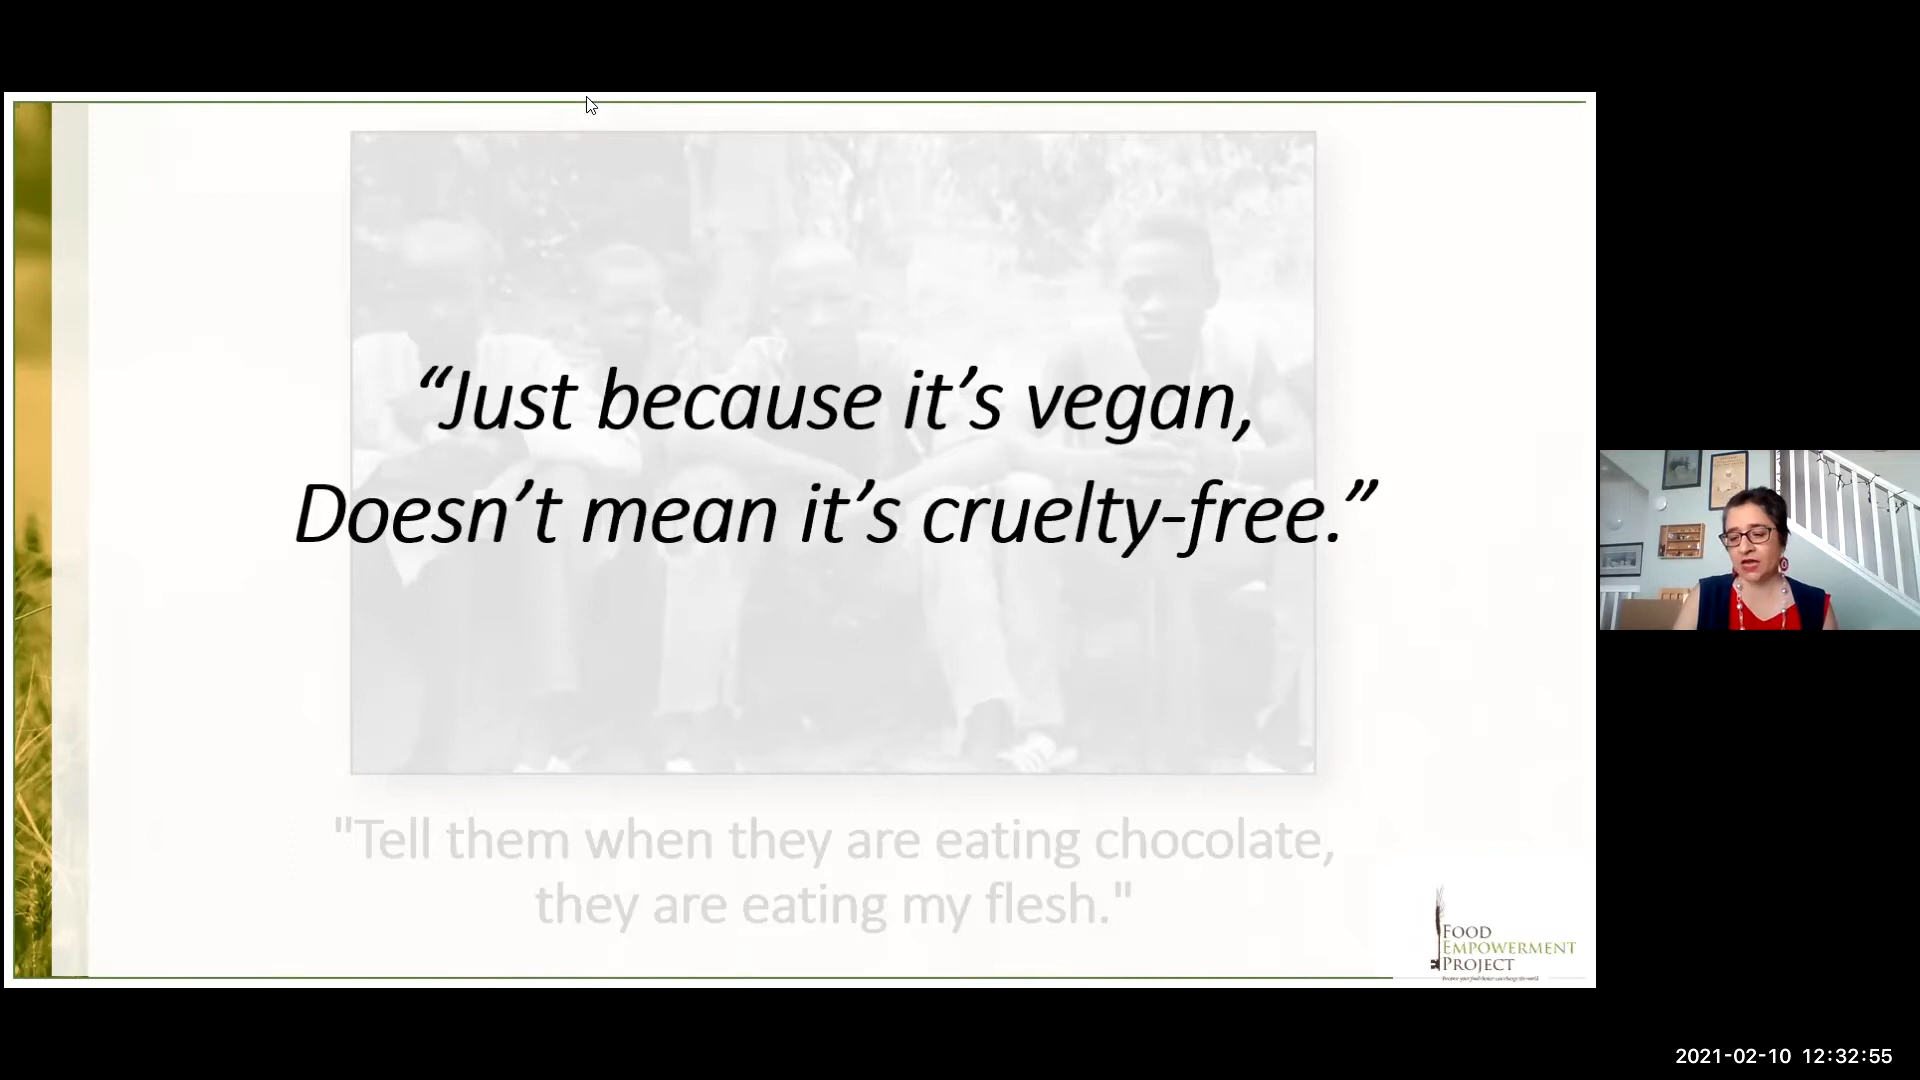 “Just because it’s vegan,
Doesn’t mean it’s cruelty-free.”
"Tell them when they are eating chocolate,
they are eating my flesh."
FOOD
EMPOWERMENT
PROJECT
2021-02-10 12:32:55